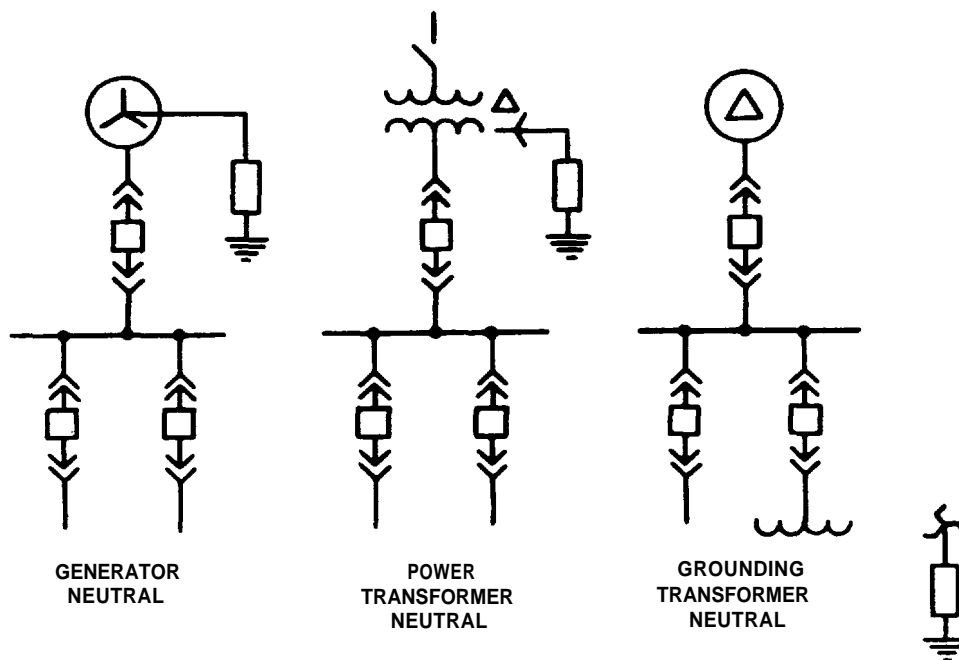 GENERATOR
NEUTRAL
POWER
TRANSFORMER
NEUTRAL
GROUNDING
TRANSFORMER
NEUTRAL